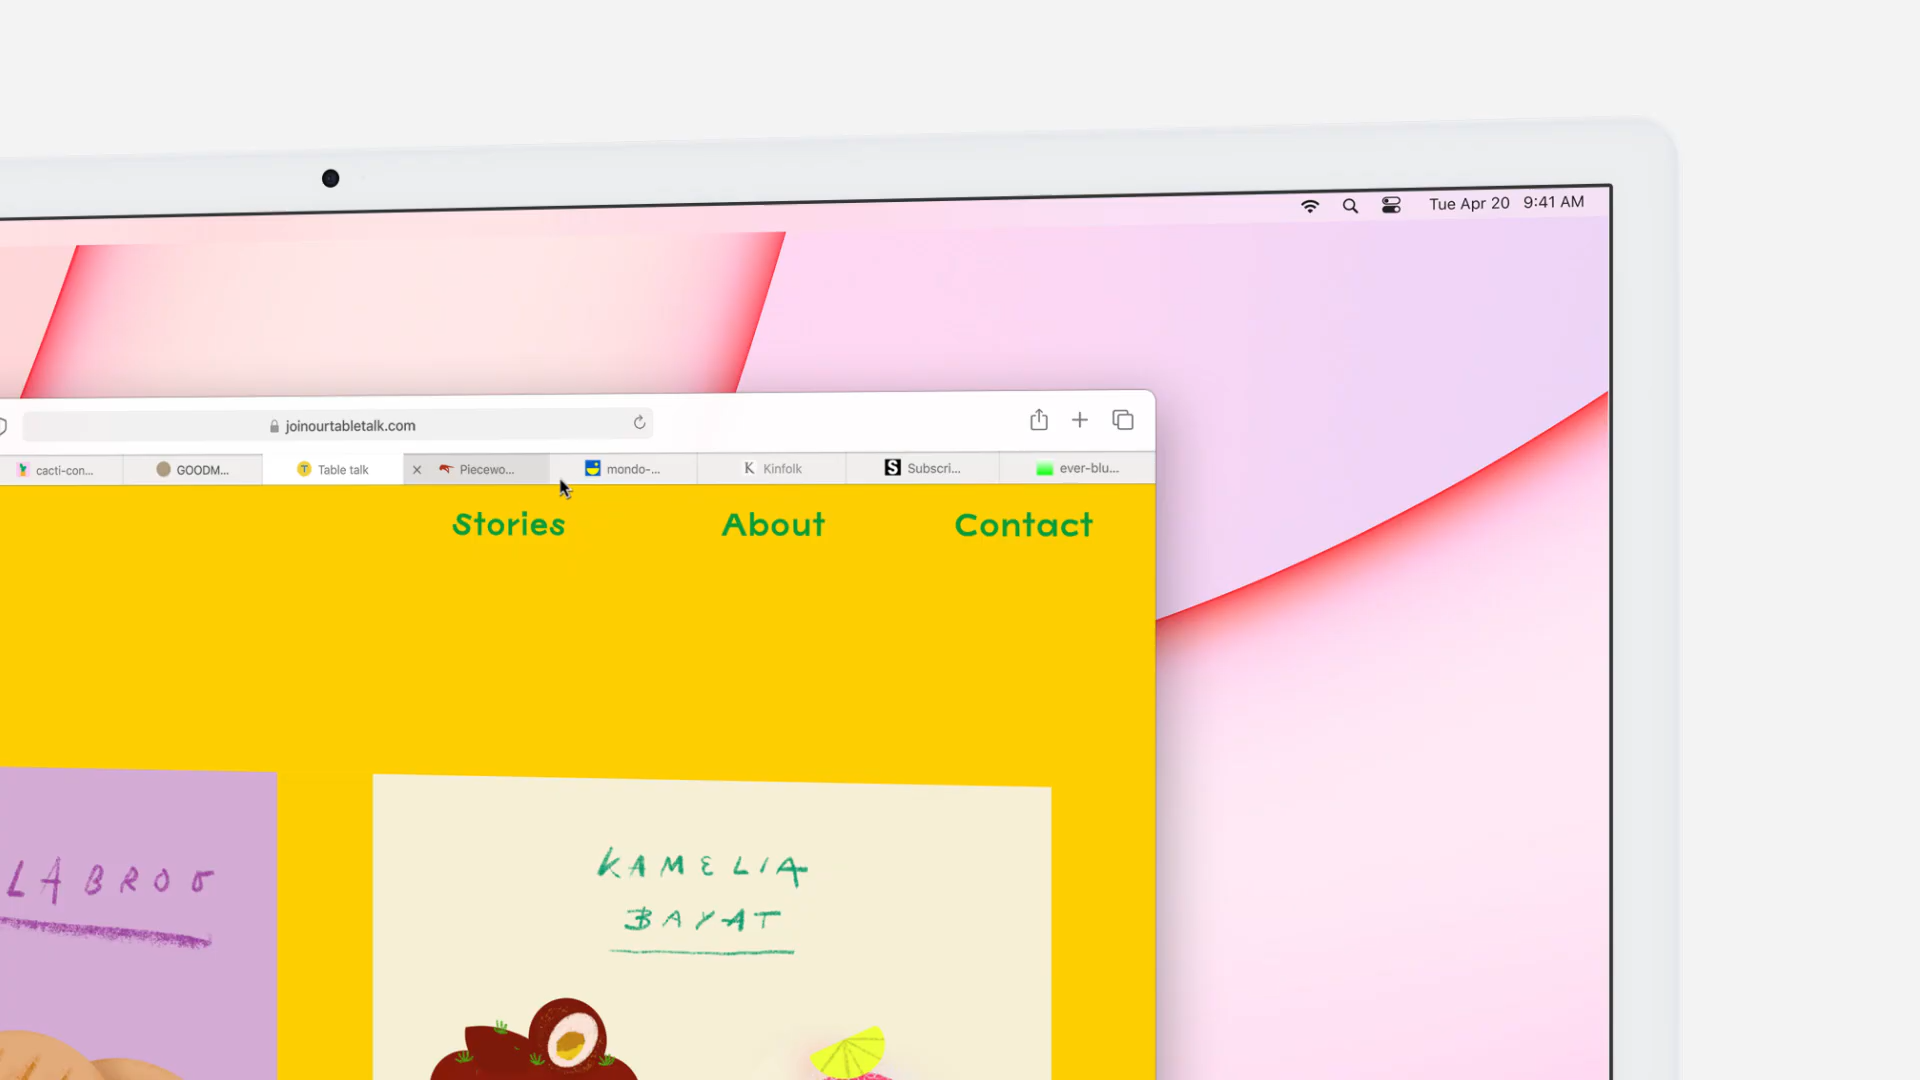 Tue Apr 20 9:41 AM
joinourtabletalk.com
cacti-con... GOODM... T Table talk Piecewo... mondo-... K Kinfolk S Subscri... ever-blu...
Stories About Contact
LABROS
KAMELIA
BAYAT